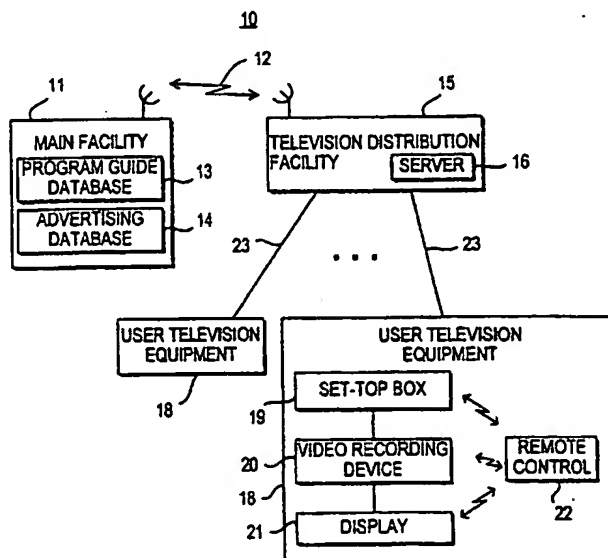 10
12
11
15
MAIN FACILITY
PROGRAM GUIDE
DATABASE
13
ADVERTISING
DATABASE
14
TELEVISION DISTRIBUTION
FACILITY
SERVER
16
23
23
USER TELEVISION
EQUIPMENT
18
USER TELEVISION
EQUIPMENT
SET-TOP BOX
19
VIDEO RECORDING
DEVICE
20
REMOTE
CONTROL
22
18
DISPLAY
21